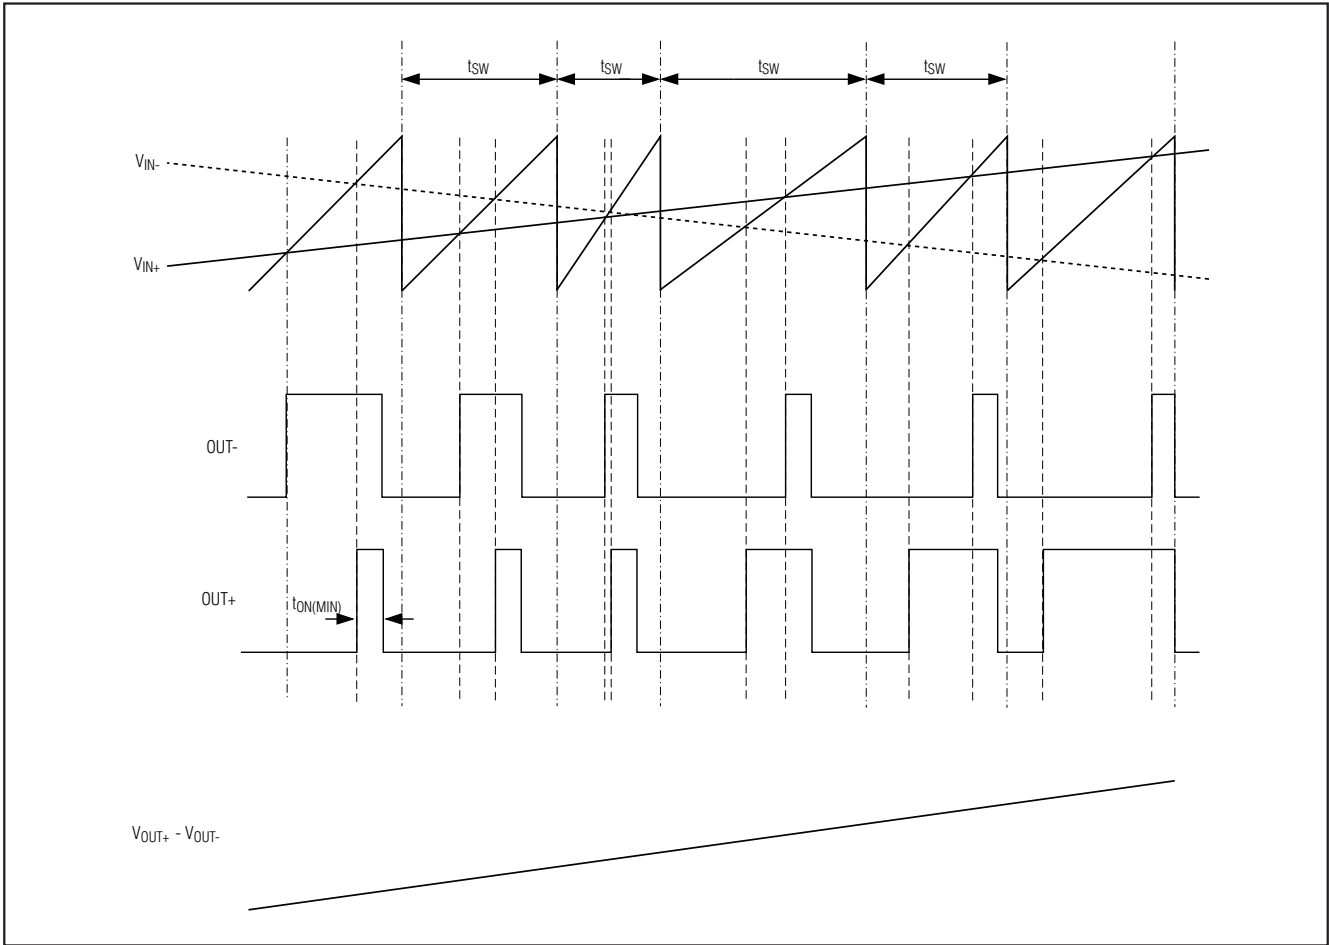 tSW tSW tSW tSW
VIN-
VIN+
OUT-
OUT+
tON(MIN)
VOUT+ - VOUT-